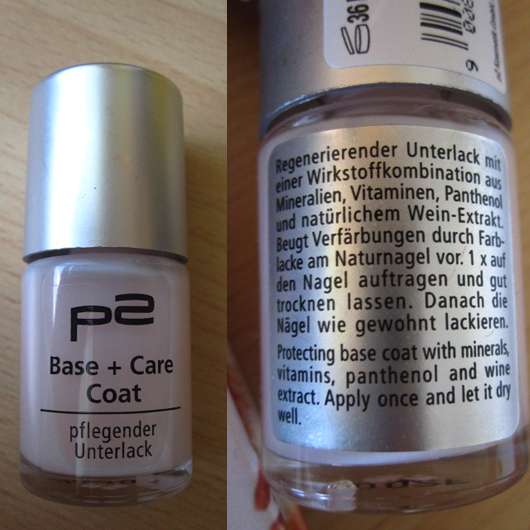 p2
Base + Care
Coat
pflegender
Unterlack
Regenerierender Unterlack mit
einer Wirkstoffkombination aus
Mineralien, Vitaminen, Panthenol
und natürlichem Wein-Extrakt.
Beugt Verfärbungen durch Farb-
lacke am Naturnagel vor. 1 x auf
den Nagel auftragen und gut
trocknen lassen. Danach die
Nägel wie gewohnt lackieren.
Protecting base coat with minerals,
vitamins, panthenol and wine
extract. Apply once and let it dry
well.